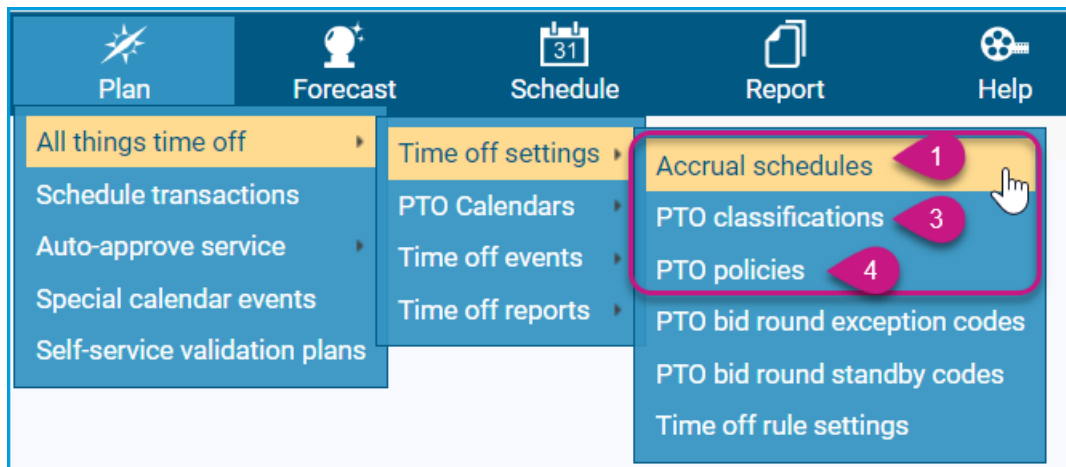 31
Plan Forecast Schedule Report Help
All things time off
Schedule transactions
Auto-approve service
Special calendar events
Self-service validation plans
Time off settings
PTO Calendars
Time off events
Time off reports
Accrual schedules 1
PTO classifications 3
PTO policies 4
PTO bid round exception codes
PTO bid round standby codes
Time off rule settings